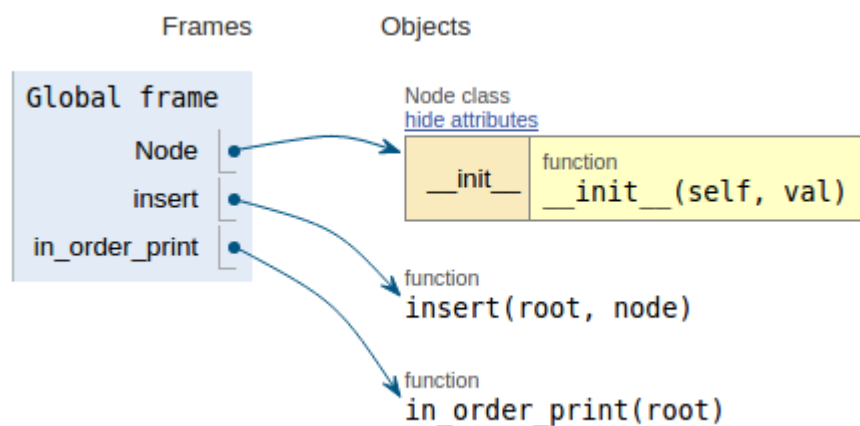 Frames Objects
Global frame
Node
insert
in_order_print
Node class
hide attributes
__init__
function
__init__(self, val)
function
insert(root, node)
function
in_order_print(root)